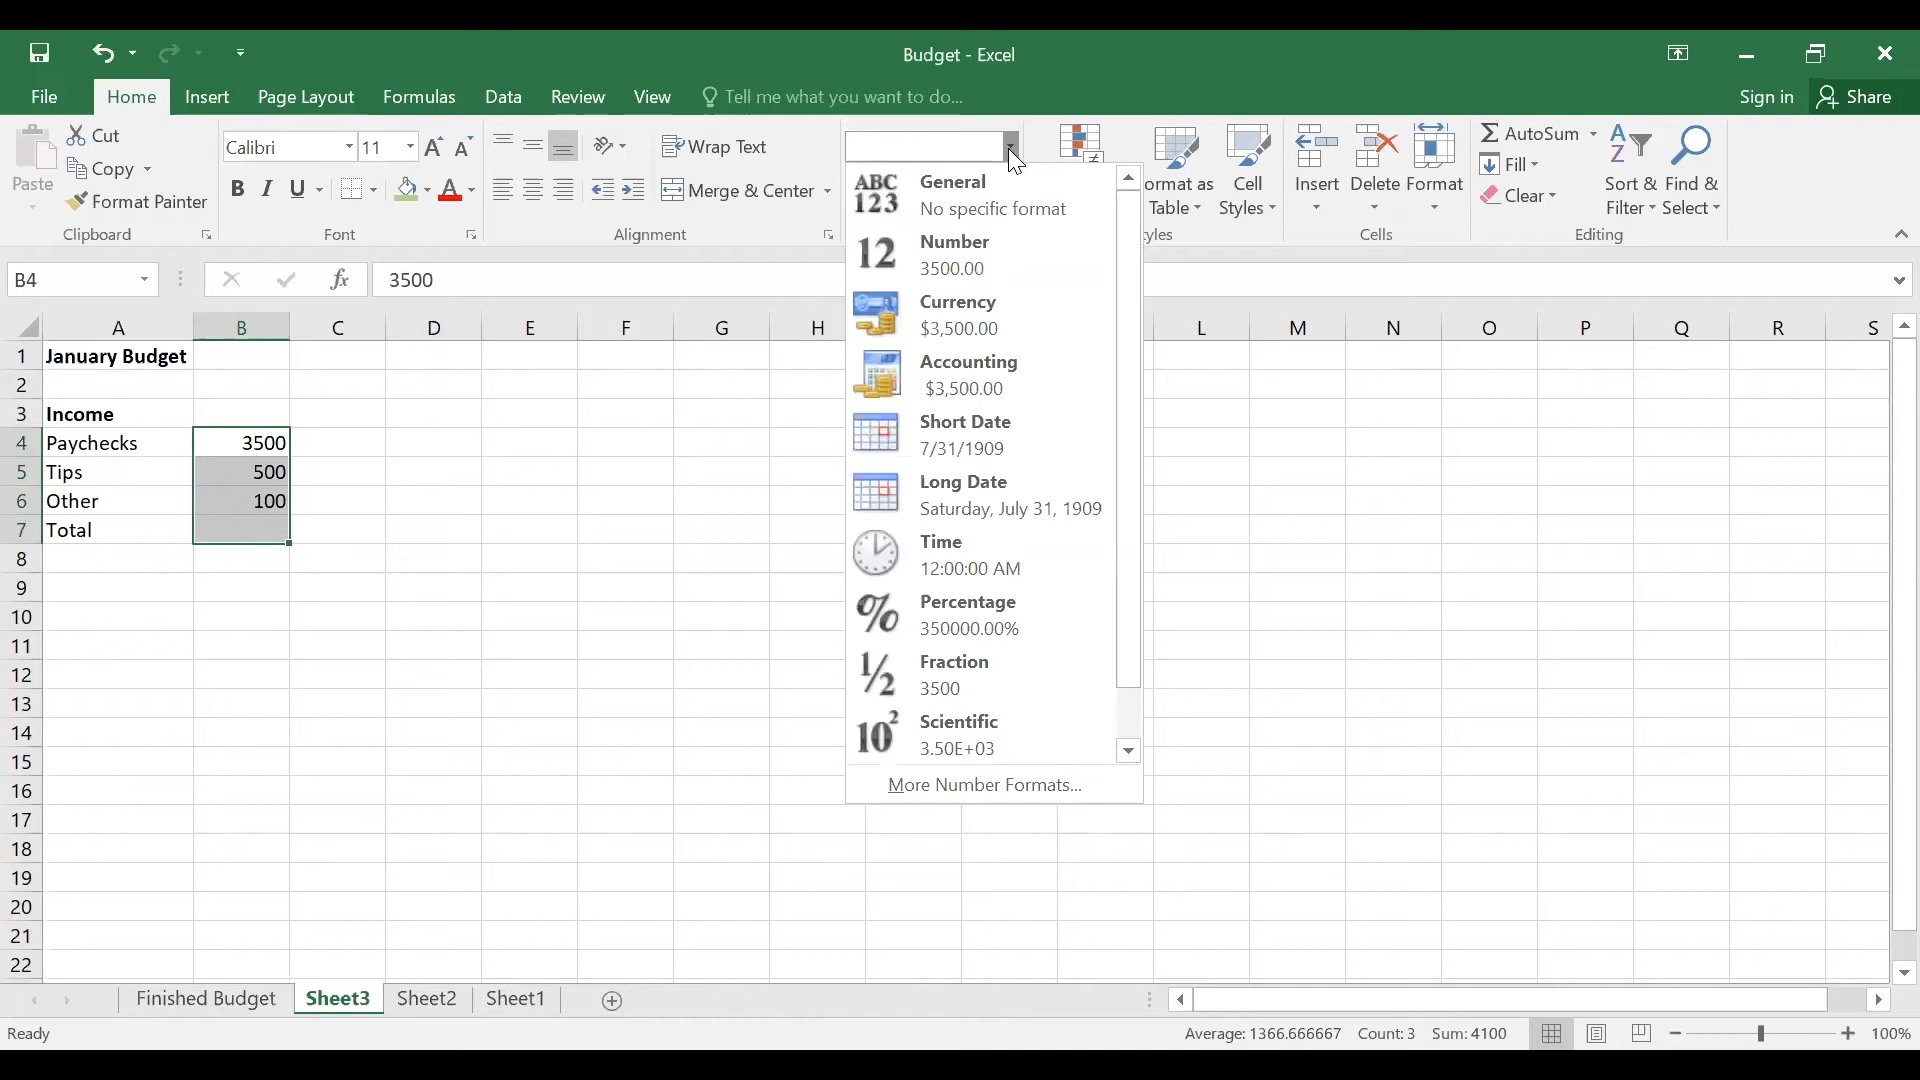 Budget - Excel
File Home Insert Page Layout Formulas Data Review View Tell me what you want to do... Sign in Share
Paste
Cut
Copy
Format Painter
Clipboard
Calibri 11
B I U
Font
Wrap Text
Merge & Center
Alignment
ormat as Table
Cell Styles
yles
Insert Delete Format
Cells
AutoSum
Fill
Clear
Sort & Filter
Find & Select
Editing
B4 fx 3500
A B C D E F G H L M N O P Q R S
1 January Budget
2
3 Income
4 Paychecks 3500
5 Tips 500
6 Other 100
7 Total
8
9
10
11
12
13
14
15
16
17
18
19
20
21
22
ABC 123 General
No specific format
12 Number
3500.00
Currency
$3,500.00
Accounting
$3,500.00
Short Date
7/31/1909
Long Date
Saturday, July 31, 1909
Time
12:00:00 AM
% Percentage
350000.00%
½ Fraction
3500
10² Scientific
3.50E+03
More Number Formats...
Finished Budget Sheet3 Sheet2 Sheet1
Ready Average: 1366.666667 Count: 3 Sum: 4100 100%